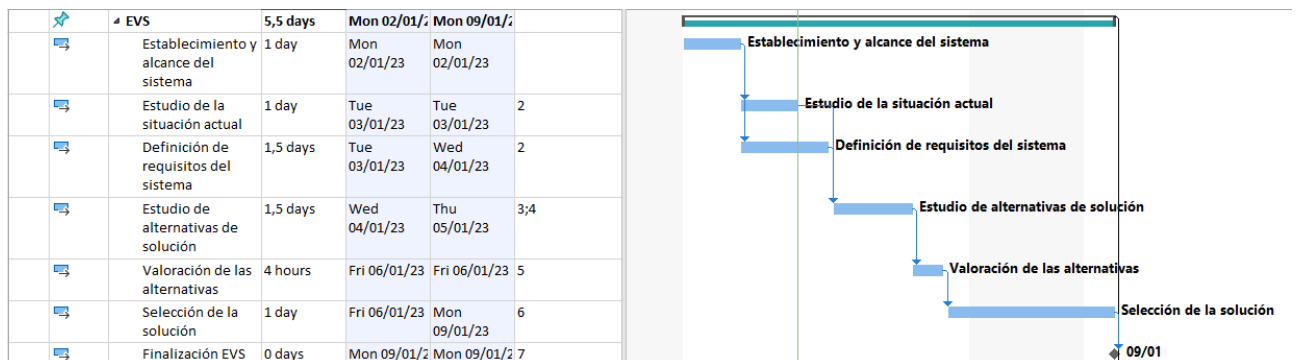 EVS 5,5 days Mon 02/01/2 Mon 09/01/2
Establecimiento y 1 day Mon Mon
alcance del 02/01/23 02/01/23
sistema
Establecimiento y alcance del sistema
Estudio de la 1 day Tue Tue 2
situación actual 03/01/23 03/01/23
Estudio de la situación actual
Definición de 1,5 days Tue Wed 2
requisitos del 03/01/23 04/01/23
sistema
Definición de requisitos del sistema
Estudio de 1,5 days Wed Thu 3;4
alternativas de 04/01/23 05/01/23
solución
Estudio de alternativas de solución
Valoración de las 4 hours Fri 06/01/23 Fri 06/01/23 5
alternativas
Valoración de las alternativas
Selección de la 1 day Fri 06/01/23 Mon 6
solución 09/01/23
Selección de la solución
Finalización EVS 0 days Mon 09/01/2 Mon 09/01/2 7
09/01